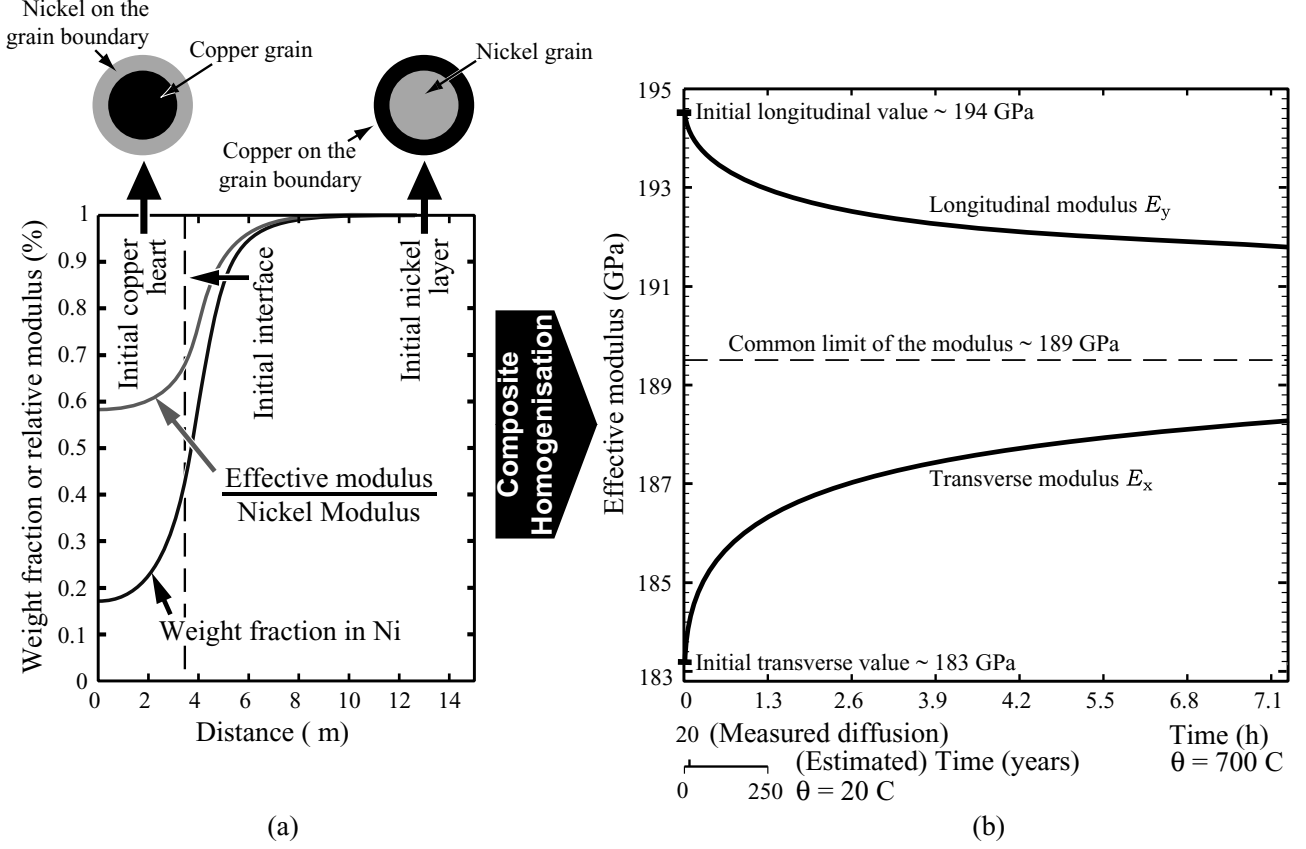 Nickel on the
grain boundary
Copper grain
Nickel grain
Copper on the
grain boundary
Weight fraction or relative modulus (%)
1
0.9
0.8
0.7
0.6
0.5
0.4
0.3
0.2
0.1
0
Initial copper
heart
Initial interface
Initial nickel
layer
Effective modulus
Nickel Modulus
Weight fraction in Ni
0 2 4 6 8 10 12 14
Distance ( m)
(a)
Composite
Homogenisation
Effective modulus (GPa)
195
193
191
189
187
185
183
Initial longitudinal value ~ 194 GPa
Longitudinal modulus Ey
Common limit of the modulus ~ 189 GPa
Transverse modulus Ex
Initial transverse value ~ 183 GPa
0 1.3 2.6 3.9 4.2 5.5 6.8 7.1
20 (Measured diffusion) Time (h)
θ = 700 C
(Estimated) Time (years)
0 250 θ = 20 C
(b)